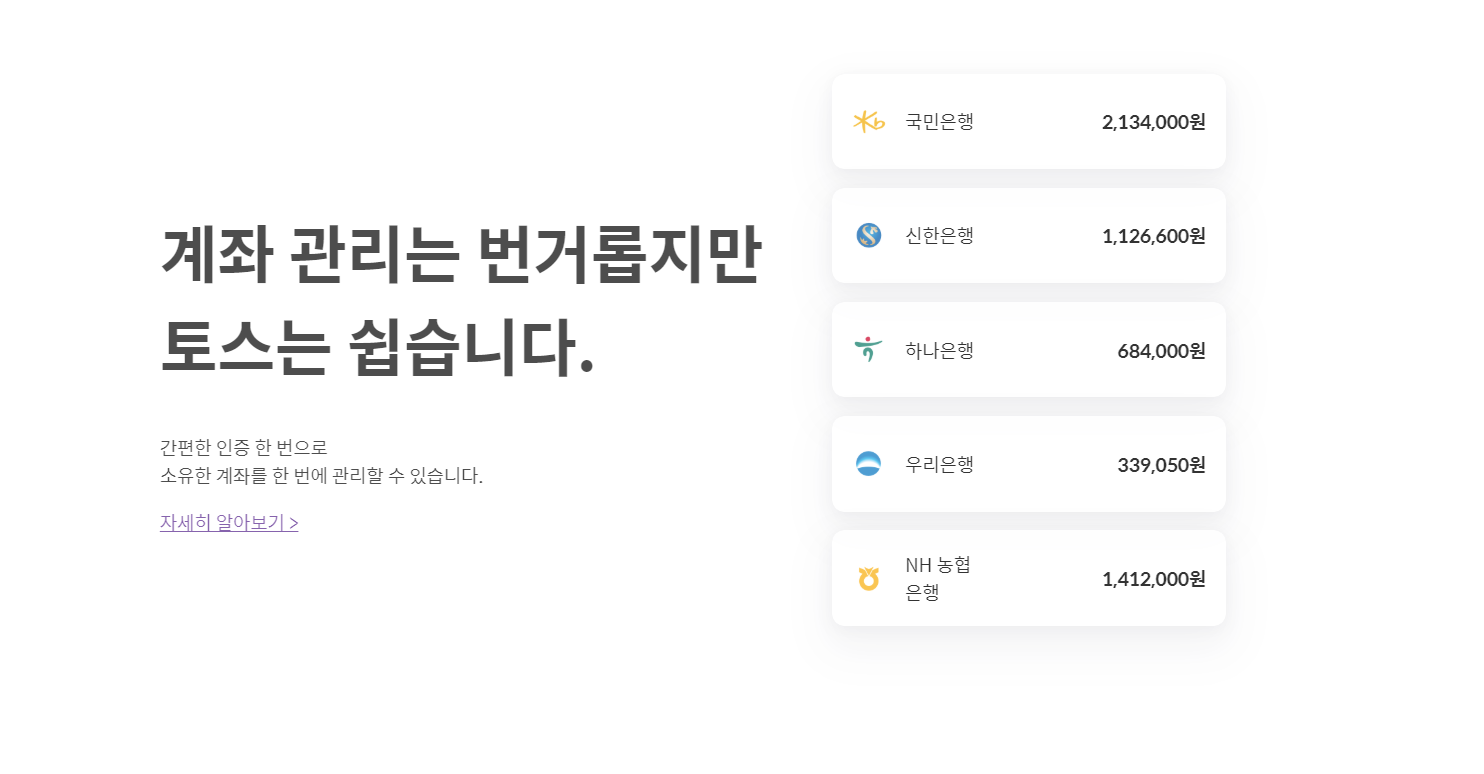 계좌 관리는 번거롭지만
토스는 쉽습니다.
간편한 인증 한 번으로
소유한 계좌를 한 번에 관리할 수 있습니다.
자세히 알아보기 >
국민은행 2,134,000원
신한은행 1,126,600원
하나은행 684,000원
우리은행 339,050원
NH 농협
은행 1,412,000원